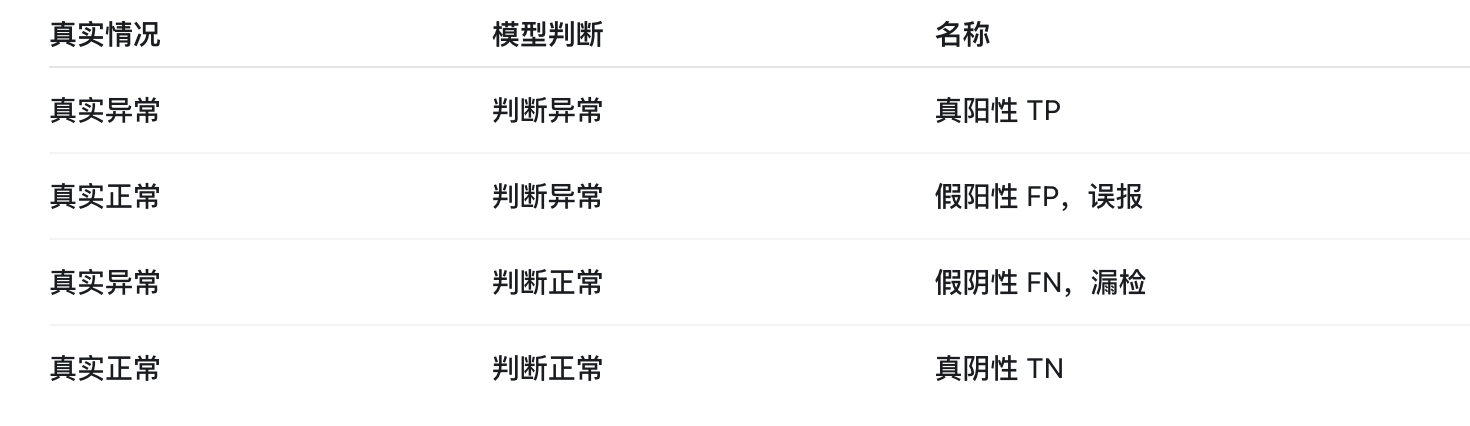 真实情况 模型判断 名称
真实异常 判断异常 真阳性 TP
真实正常 判断异常 假阳性 FP，误报
真实异常 判断正常 假阴性 FN，漏检
真实正常 判断正常 真阴性 TN